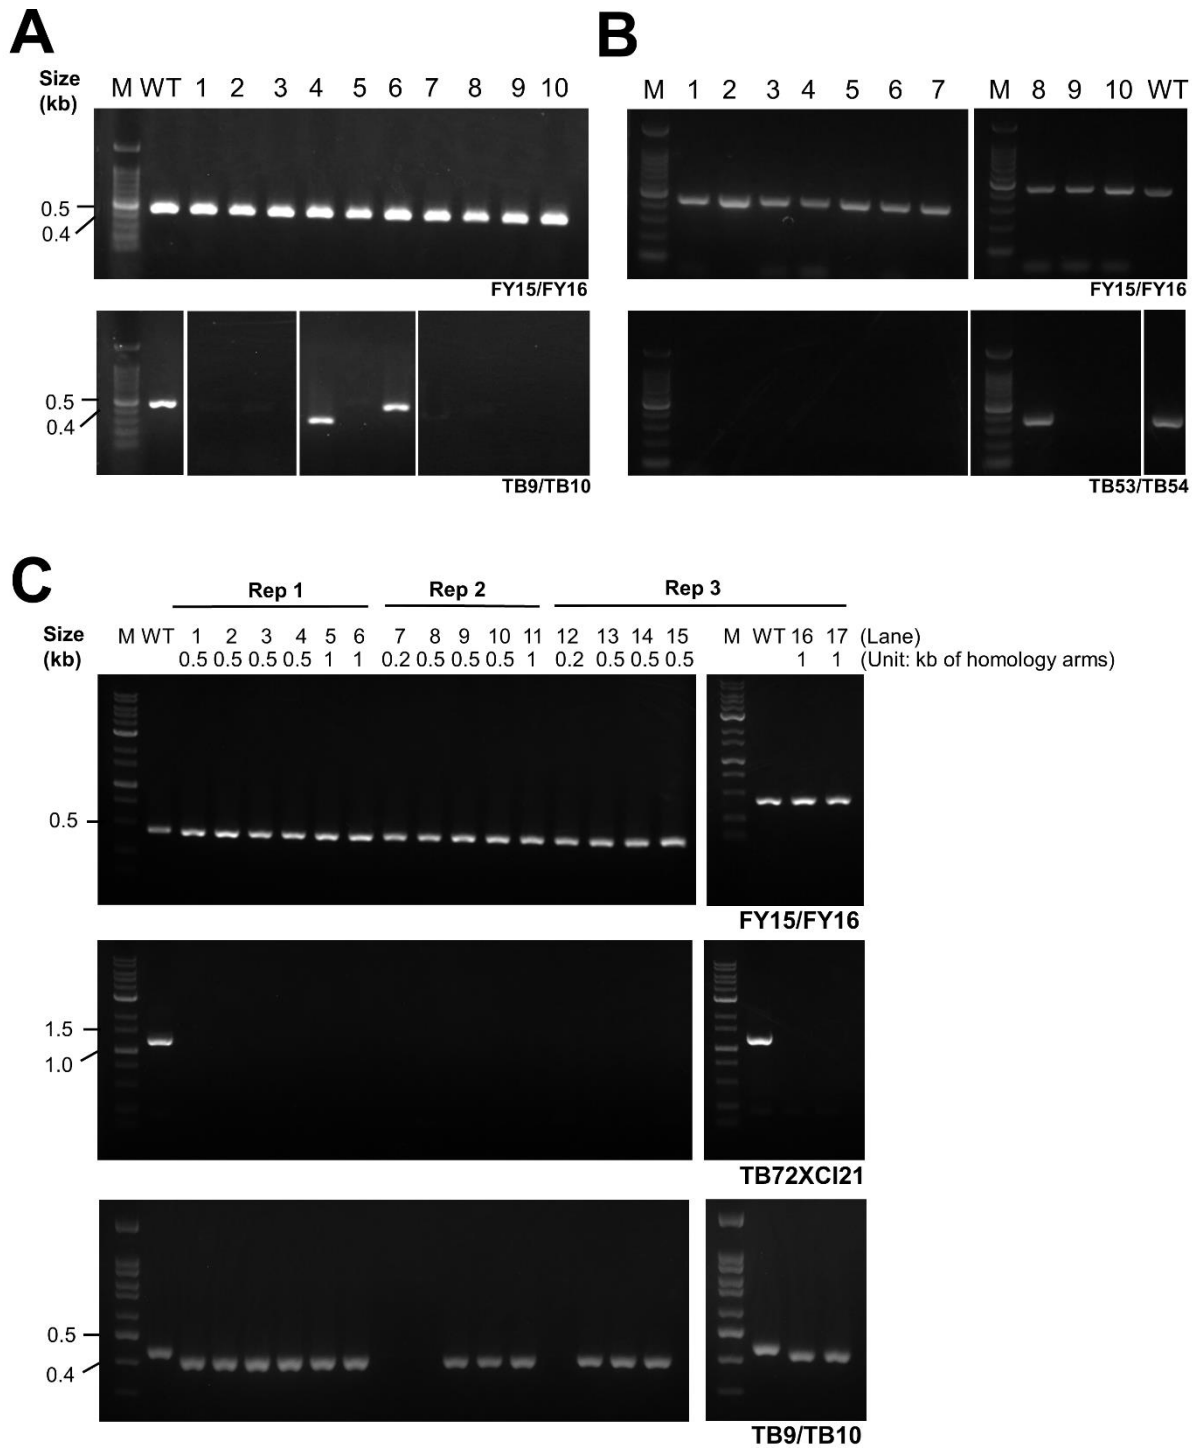 A
Size
(kb)
M WT 1 2 3 4 5 6 7 8 9 10
0.5
0.4
FY15/FY16
0.5
0.4
TB9/TB10
B
M 1 2 3 4 5 6 7 M 8 9 10 WT
FY15/FY16
TB53/TB54
C
Rep 1 Rep 2 Rep 3
Size
(kb)
M WT 1 2 3 4 5 6 7 8 9 10 11 12 13 14 15 M WT 16 17 (Lane)
0.5 0.5 0.5 0.5 1 1 0.2 0.5 0.5 0.5 1 0.2 0.5 0.5 0.5 1 1 (Unit: kb of homology arms)
0.5
FY15/FY16
1.5
1.0
TB72XCI21
0.5
0.4
TB9/TB10